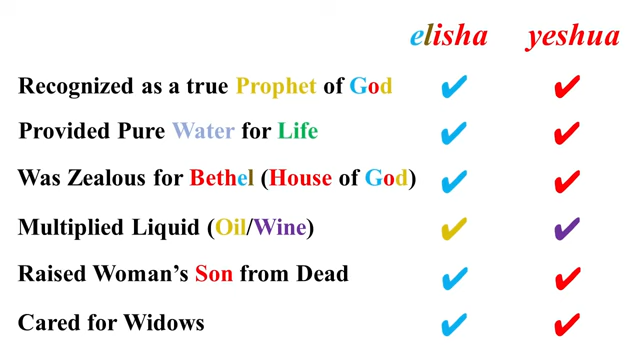 elisha yeshua
Recognized as a true Prophet of God ✔ ✔
Provided Pure Water for Life ✔ ✔
Was Zealous for Bethel (House of God) ✔ ✔
Multiplied Liquid (Oil/Wine) ✔ ✔
Raised Woman's Son from Dead ✔ ✔
Cared for Widows ✔ ✔